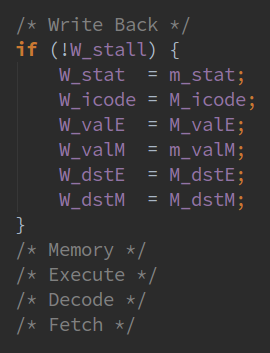 /* Write Back */
if (!W_stall) {
    W_stat  = m_stat;
    W_icode = M_icode;
    W_valE  = M_valE;
    W_valM  = m_valM;
    W_dstE  = M_dstE;
    W_dstM  = M_dstM;
}
/* Memory */
/* Execute */
/* Decode */
/* Fetch */